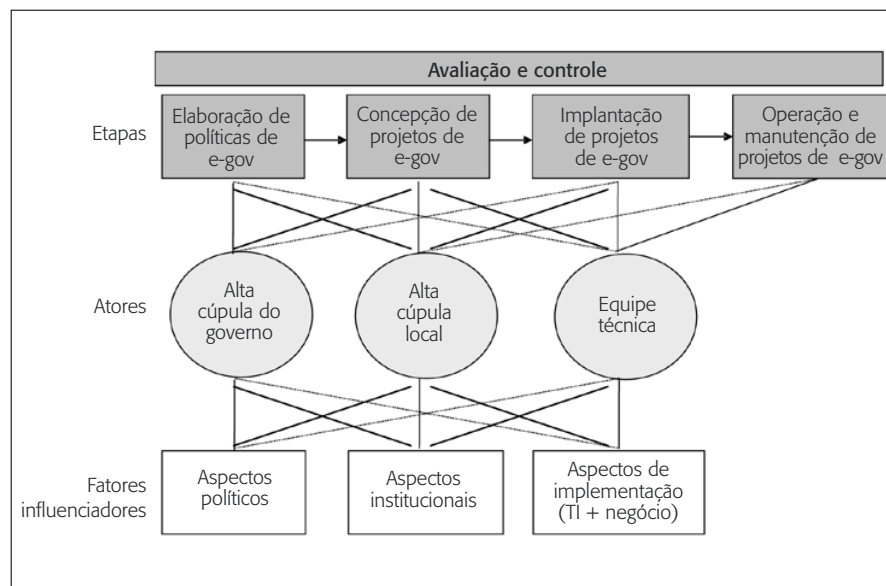 Avaliação e controle
Etapas
Elaboração de
políticas de
e-gov
Concepção de
projetos de
e-gov
Implantação
de projetos
de e-gov
Operação e
manutenção de
projetos de e-gov
Atores
Alta
cúpula do
governo
Alta
cúpula
local
Equipe
técnica
Fatores
influenciadores
Aspectos
políticos
Aspectos
institucionais
Aspectos de
implementação
(TI + negócio)